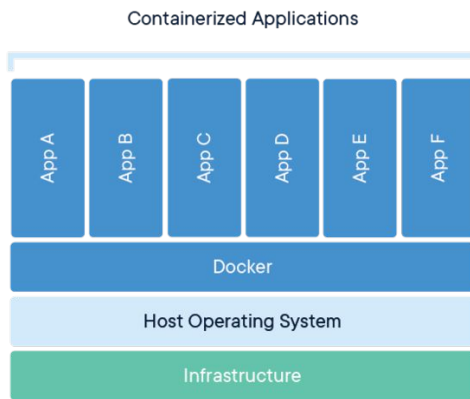 Containerized Applications
App A
App B
App C
App D
App E
App F
Docker
Host Operating System
Infrastructure